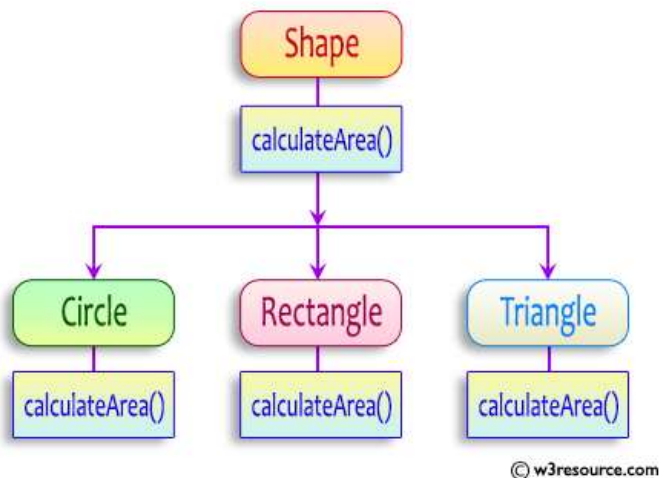 Shape
calculateArea()
Circle
Rectangle
Triangle
calculateArea()
calculateArea()
calculateArea()
© w3resource.com